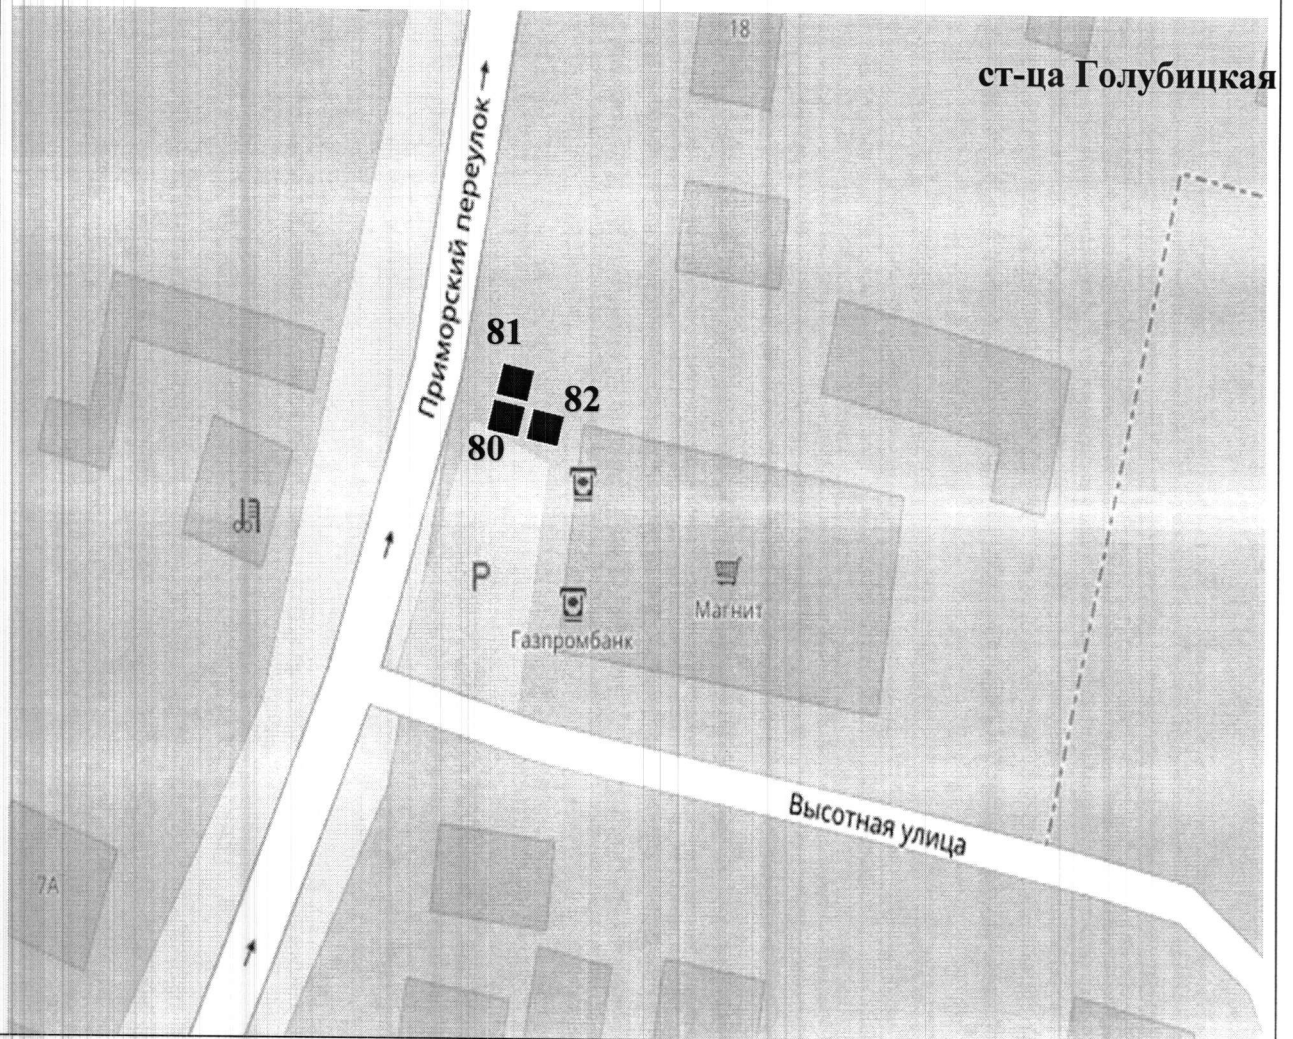 18
ст-ца Голубицкая
Приморский переулок
81
82
80
P
Магнит
Газпромбанк
Высотная улица
7А